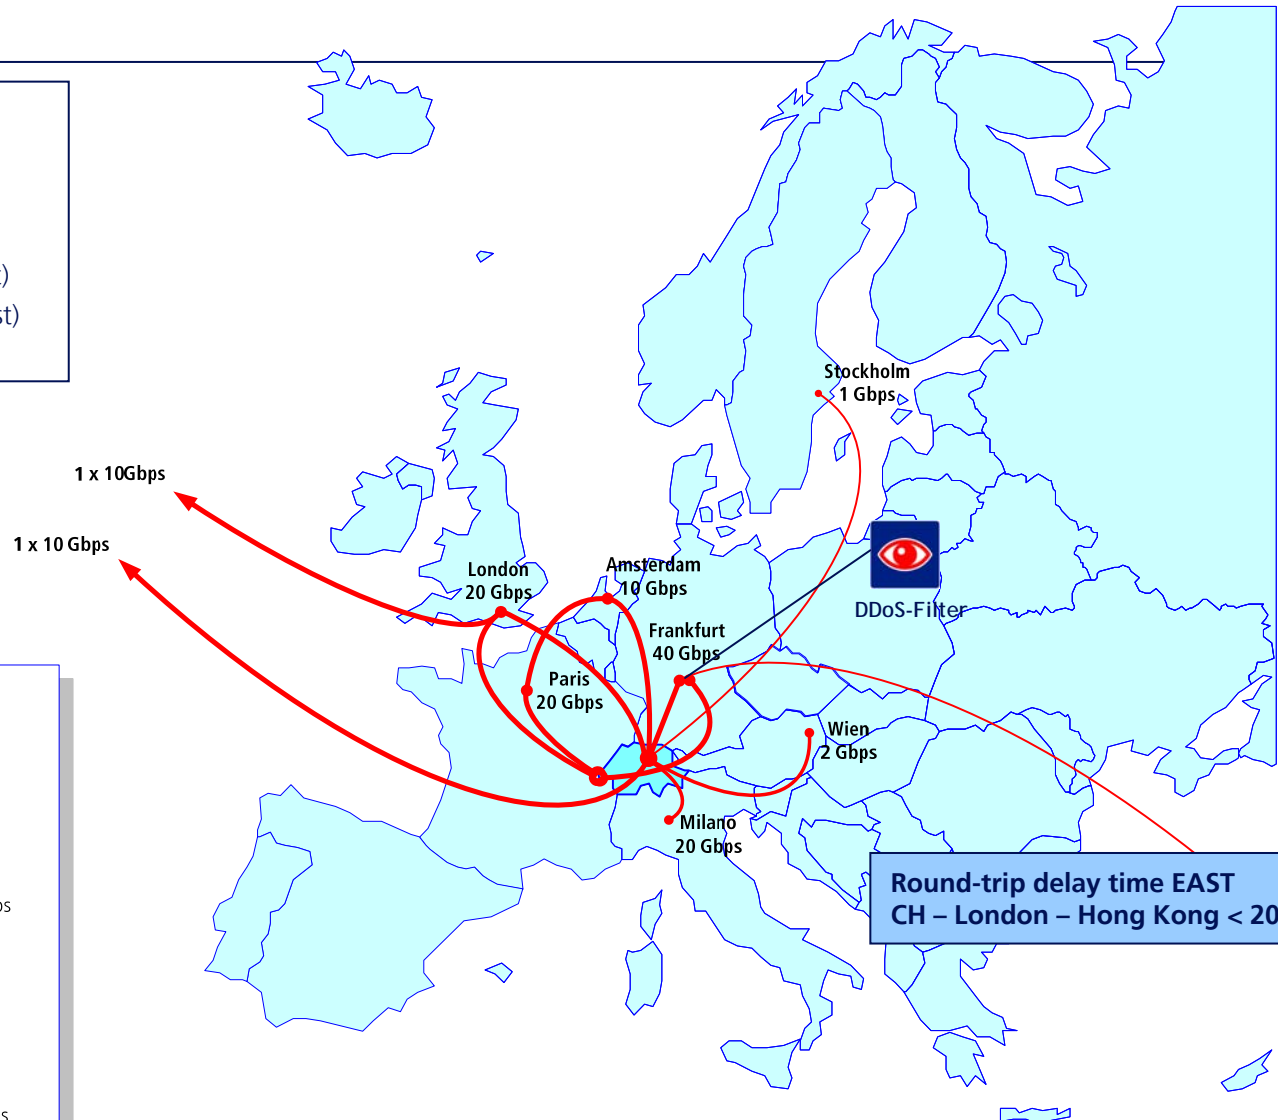 Stockholm
1 Gbps
1 x 10Gbps
1 x 10 Gbps
London
20 Gbps
Amsterdam
10 Gbps
DDoS-Filter
Frankfurt
40 Gbps
Paris
20 Gbps
Wien
2 Gbps
Milano
20 Gbps
Round-trip delay time EAST
CH – London – Hong Kong < 20